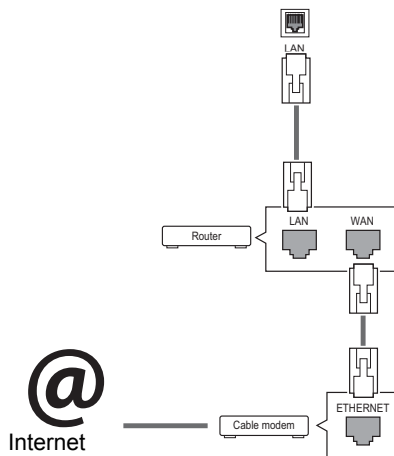 LAN
LAN WAN
Router
ETHERNET
@
Cable modem
Internet